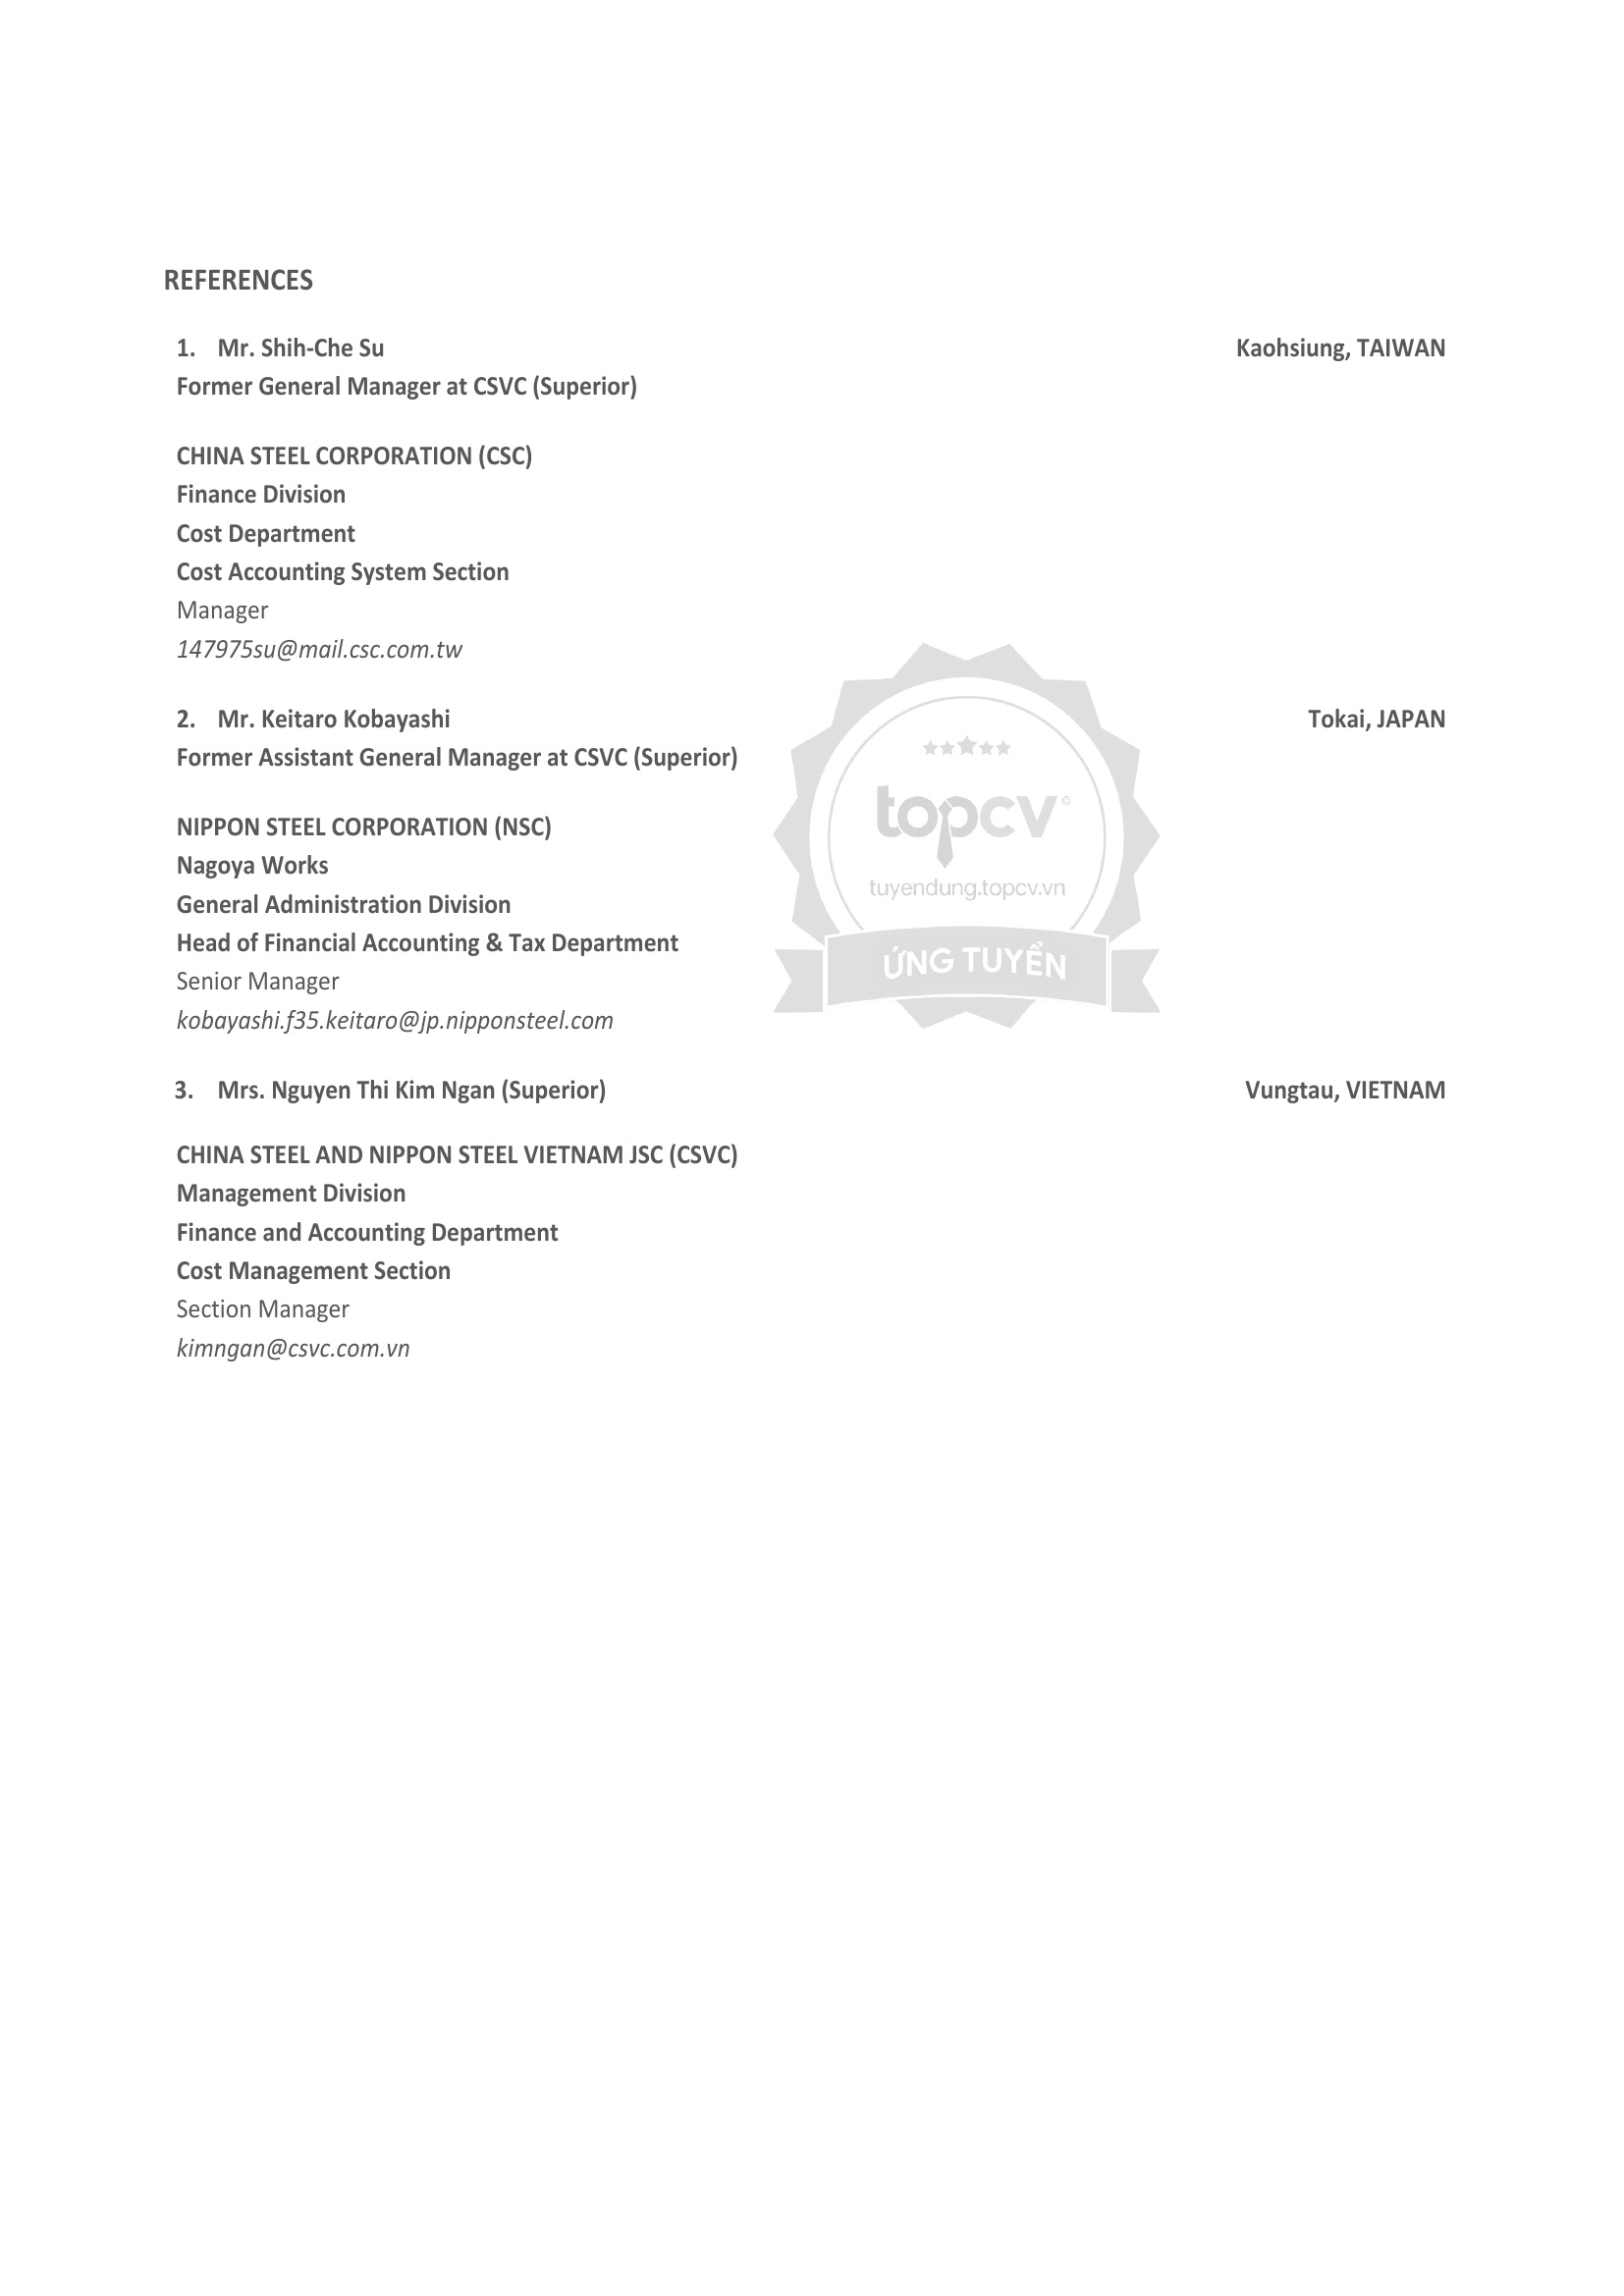 REFERENCES
1. Mr. Shih-Che Su Kaohsiung, TAIWAN
Former General Manager at CSVC (Superior)
CHINA STEEL CORPORATION (CSC)
Finance Division
Cost Department
Cost Accounting System Section
Manager
147975su@mail.csc.com.tw
2. Mr. Keitaro Kobayashi Tokai, JAPAN
Former Assistant General Manager at CSVC (Superior)
NIPPON STEEL CORPORATION (NSC)
Nagoya Works
General Administration Division
Head of Financial Accounting & Tax Department
Senior Manager
kobayashi.f35.keitaro@jp.nipponsteel.com
topcv
tuyendung.topcv.vn
ỨNG TUYỂN
3. Mrs. Nguyen Thi Kim Ngan (Superior) Vungtau, VIETNAM
CHINA STEEL AND NIPPON STEEL VIETNAM JSC (CSVC)
Management Division
Finance and Accounting Department
Cost Management Section
Section Manager
kimngan@csvc.com.vn